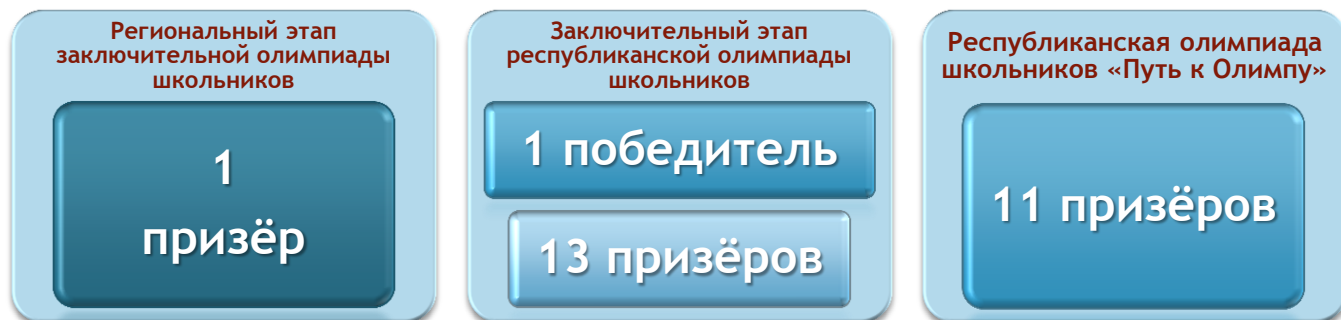 Региональный этап
заключительной олимпиады
школьников
1
призёр
Заключительный этап
республиканской олимпиады
школьников
1 победитель
13 призёров
Республиканская олимпиада
школьников «Путь к Олимпу»
11 призёров